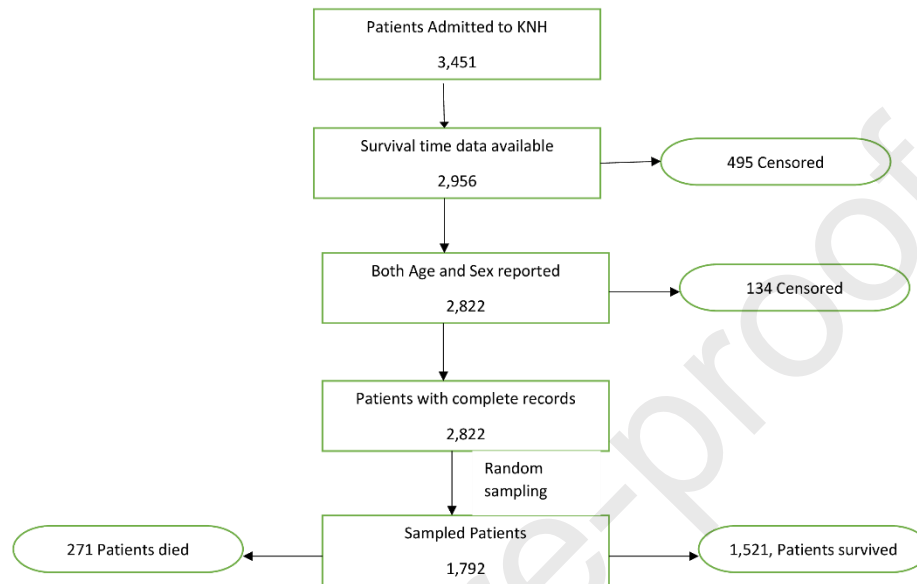 Patients Admitted to KNH
3,451
Survival time data available
2,956
495 Censored
Both Age and Sex reported
2,822
134 Censored
Patients with complete records
2,822
Random
sampling
Sampled Patients
1,792
271 Patients died
1,521, Patients survived
re-proof